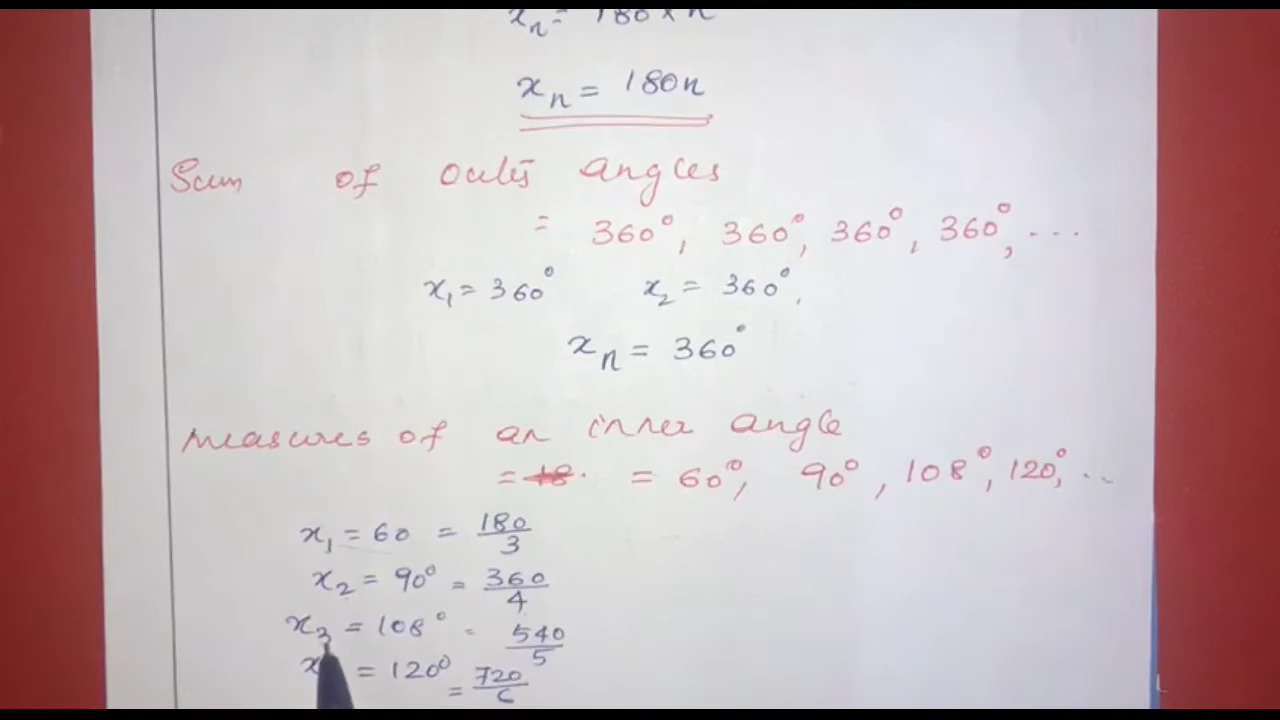 xₙ = 180 × n
xₙ = 180n
Sum of outer angles
= 360°, 360°, 360°, 360°, ...
x₁ = 360° x₂ = 360°,
xₙ = 360°
measures of an inner angle
= = 60°, 90°, 108°, 120°, ...
x₁ = 60 = 180/3
x₂ = 90° = 360/4
x₃ = 108° = 540/5
x = 120° = 720/6